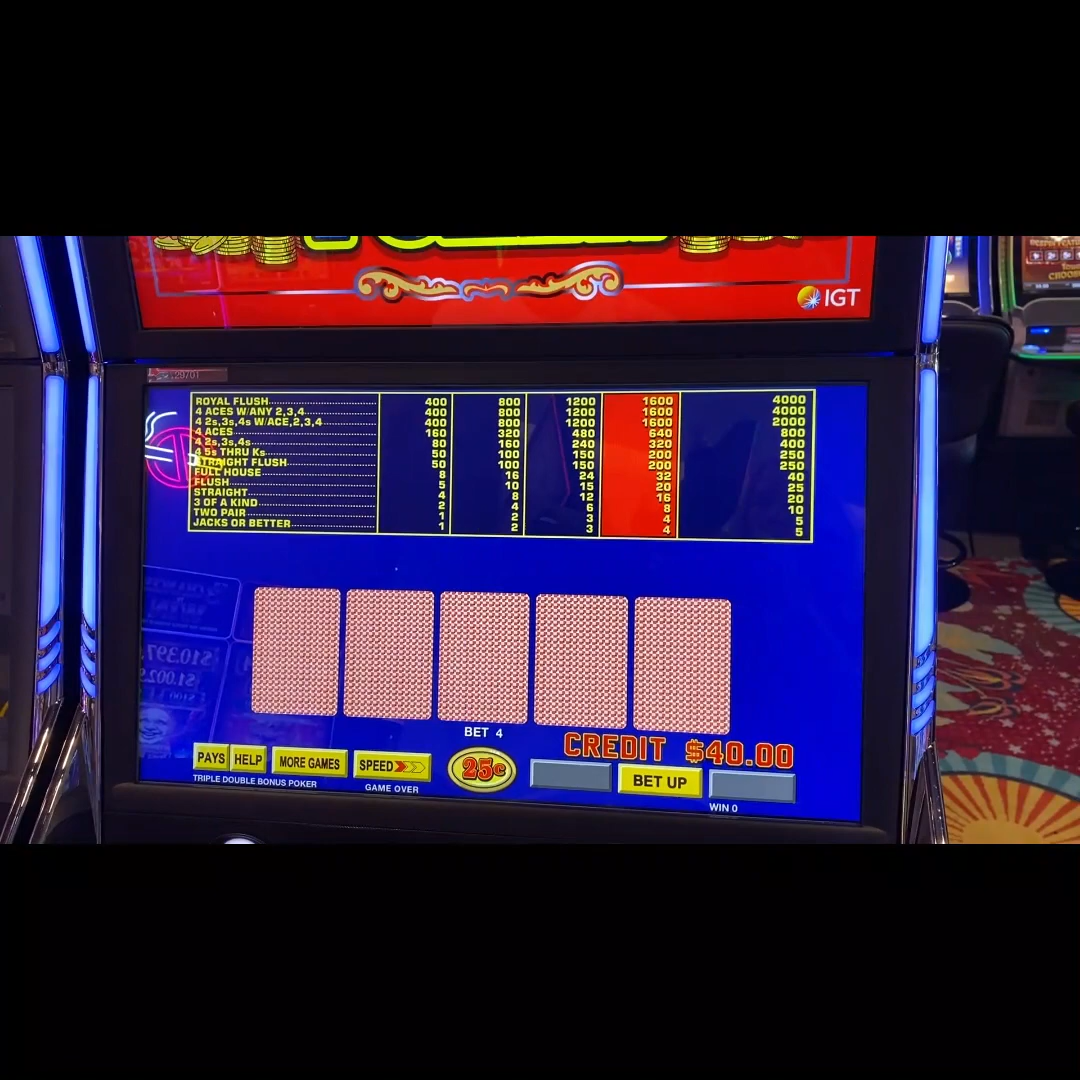 IGT
29701
ROYAL FLUSH 400 800 1200 1600 4000
4 ACES W/ANY 2,3,4 400 800 1200 1600 4000
4 2s,3s,4s W/ACE,2,3,4 400 800 1200 1600 2000
4 ACES 160 320 480 640 800
4 2s,3s,4s 80 160 240 320 400
4 5s THRU Ks 50 100 150 200 250
STRAIGHT FLUSH 50 100 150 200 250
FULL HOUSE 8 16 24 32 40
FLUSH 5 10 15 20 25
STRAIGHT 4 8 12 16 20
3 OF A KIND 2 4 6 8 10
TWO PAIR 1 2 3 4 5
JACKS OR BETTER 1 2 3 4 5
BET 4
CREDIT $40.00
PAYS HELP MORE GAMES SPEED 25¢ BET UP
TRIPLE DOUBLE BONUS POKER GAME OVER WIN 0